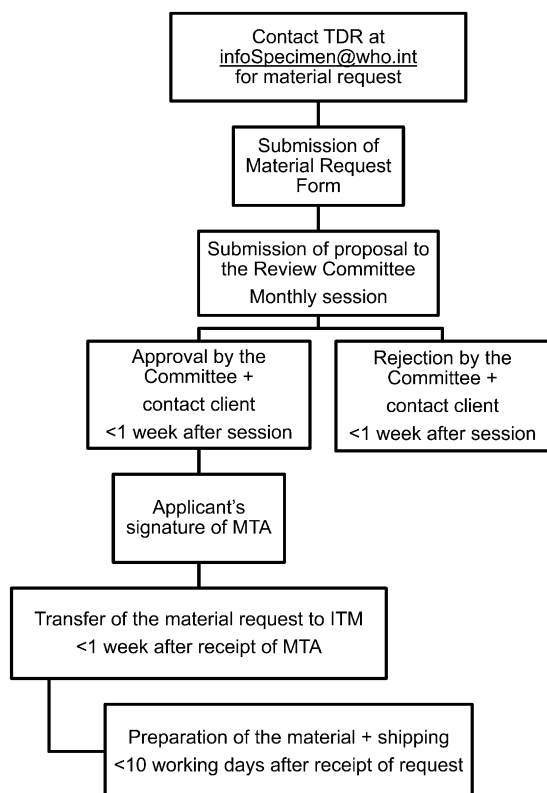 Contact TDR at
infoSpecimen@who.int
for material request
Submission of
Material Request
Form
Submission of proposal to
the Review Committee
Monthly session
Approval by the
Committee +
contact client
<1 week after session
Rejection by the
Committee +
contact client
<1 week after session
Applicant's
signature of MTA
Transfer of the material request to ITM
<1 week after receipt of MTA
Preparation of the material + shipping
<10 working days after receipt of request